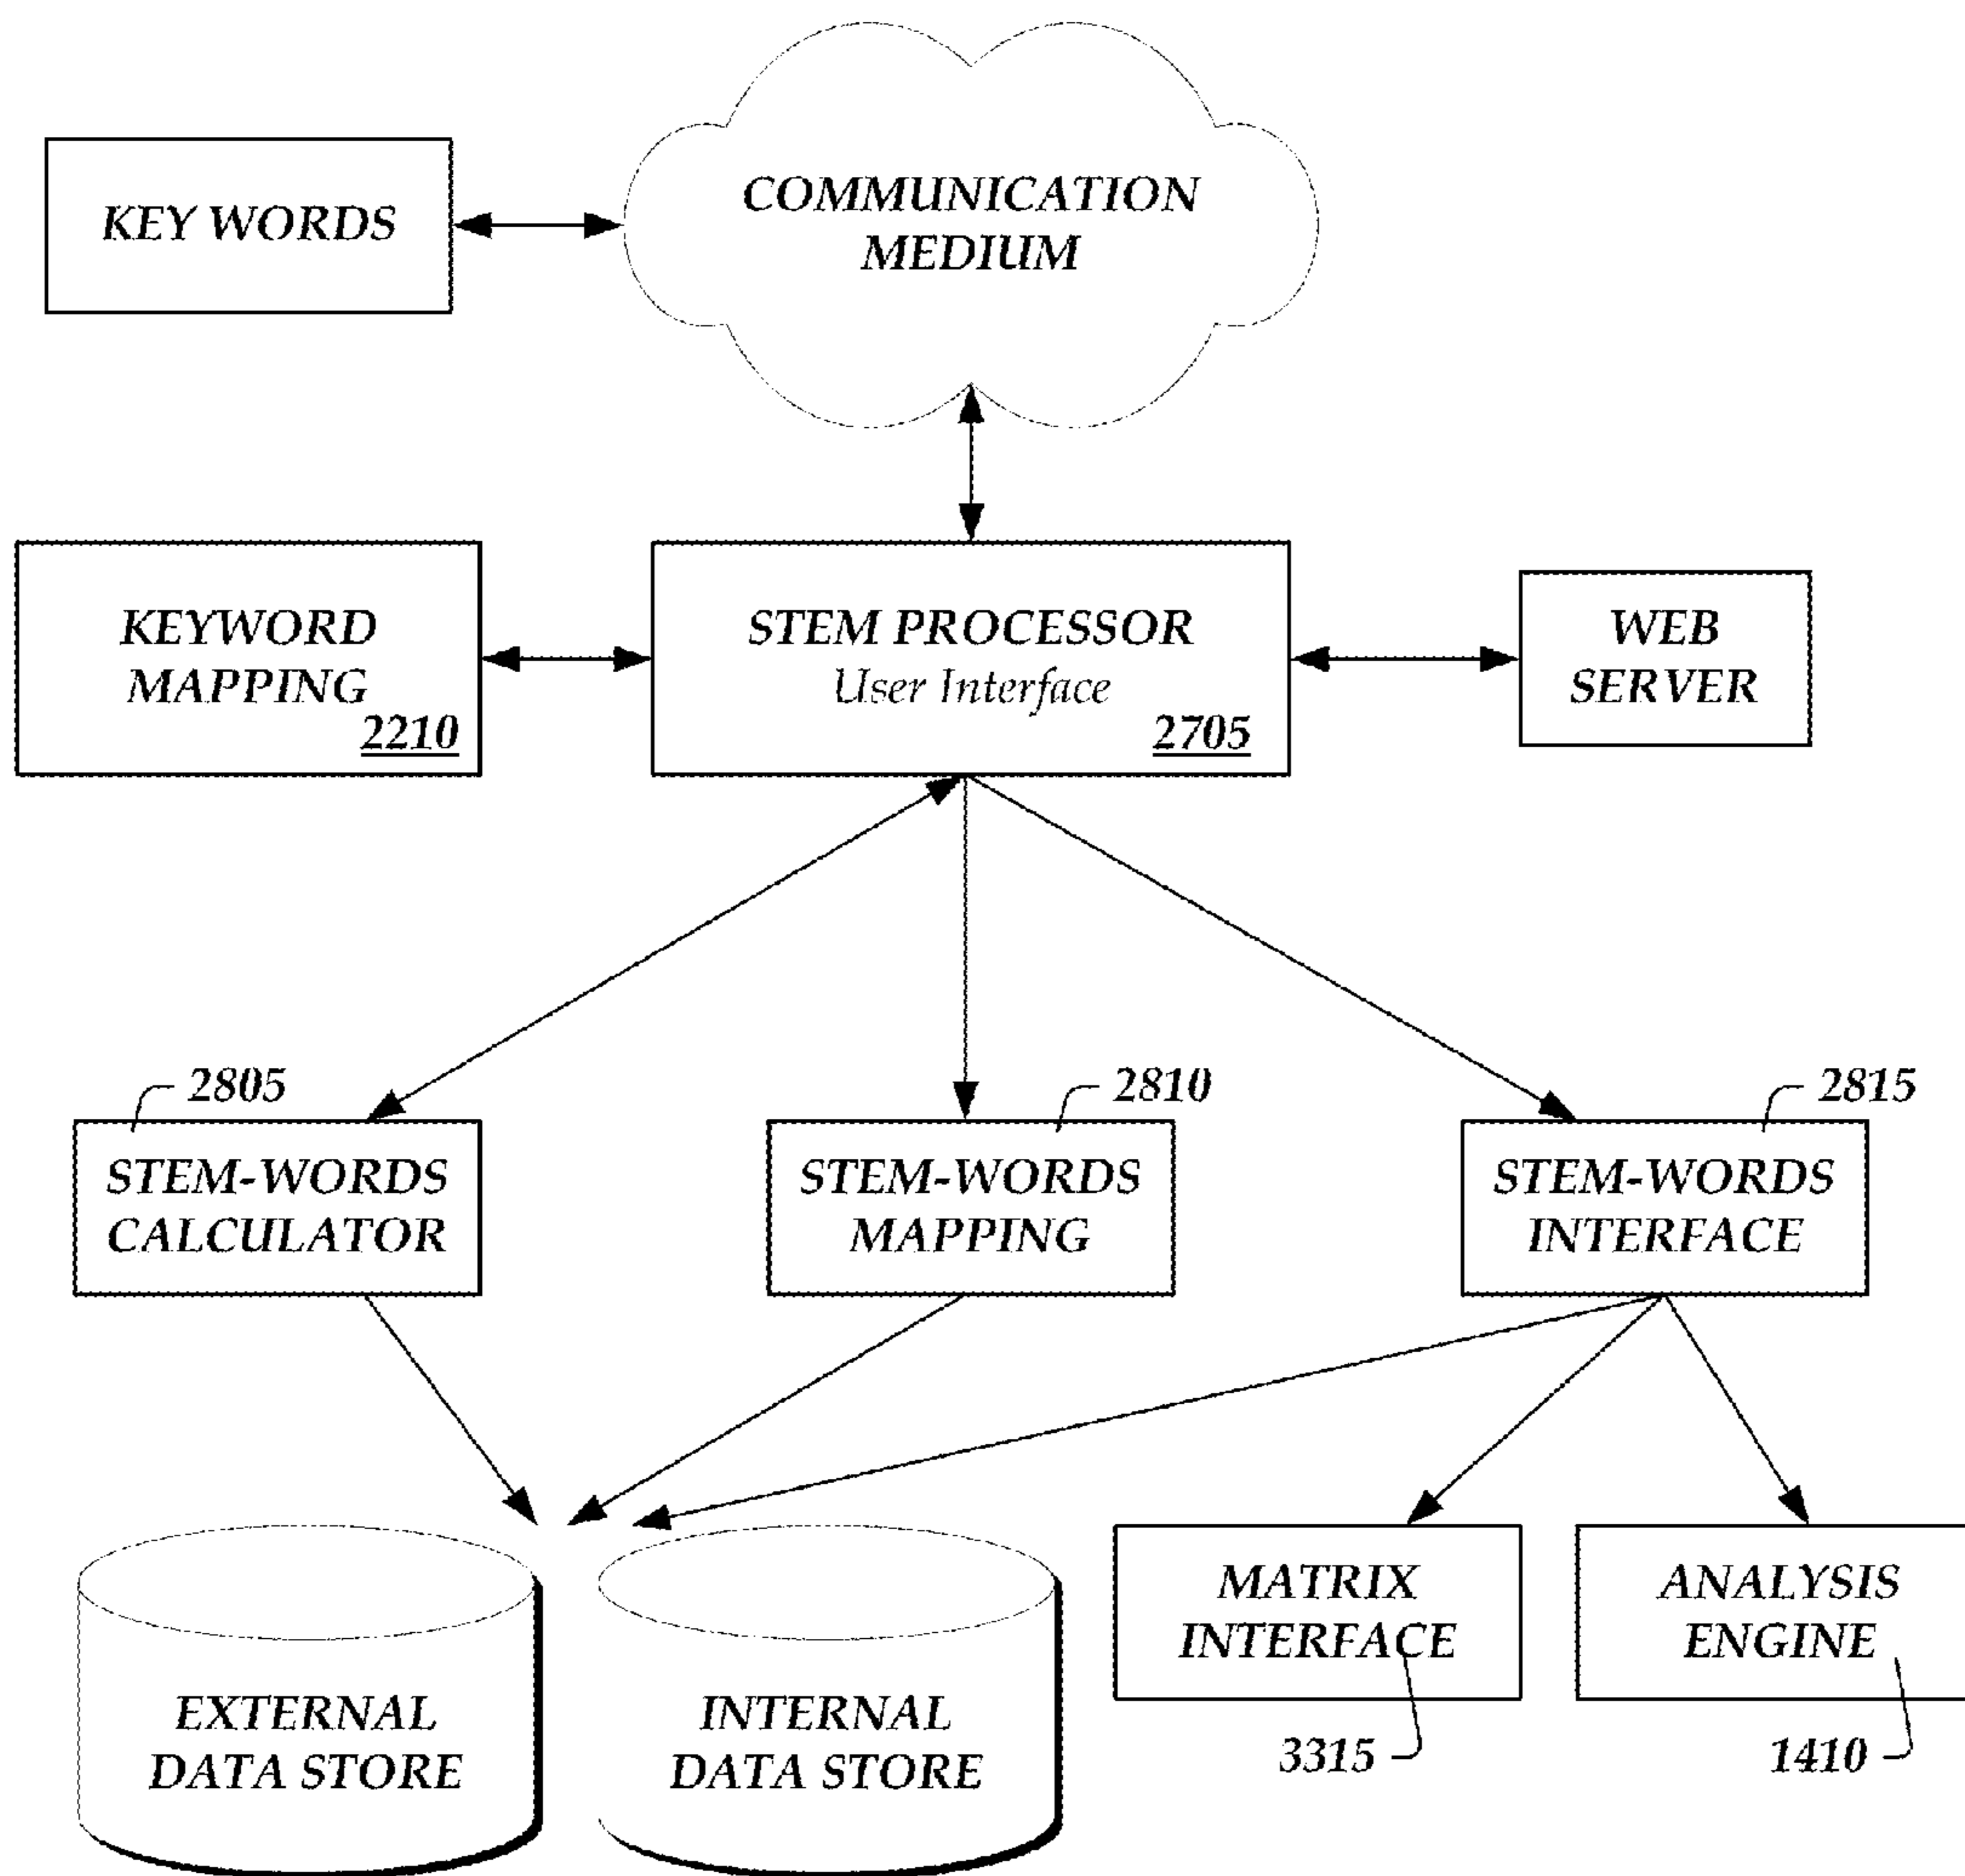 KEY WORDS
COMMUNICATION
MEDIUM
KEYWORD
MAPPING
2210
STEM PROCESSOR
User Interface
2705
WEB
SERVER
2805
STEM-WORDS
CALCULATOR
2810
STEM-WORDS
MAPPING
2815
STEM-WORDS
INTERFACE
EXTERNAL
DATA STORE
INTERNAL
DATA STORE
MATRIX
INTERFACE
3315
ANALYSIS
ENGINE
1410